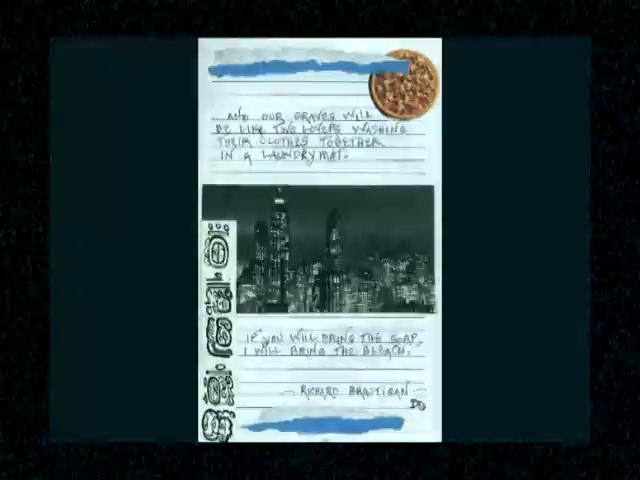 AND OUR GRAVES WILL
BE LIKE TWO LOVERS WASHING
THEIR CLOTHES TOGETHER
IN A LAUNDRYMAT.
IF YOU WILL BRING THE SOAP,
I WILL BRING THE BLEACH.
— RICHARD BRAUTIGAN